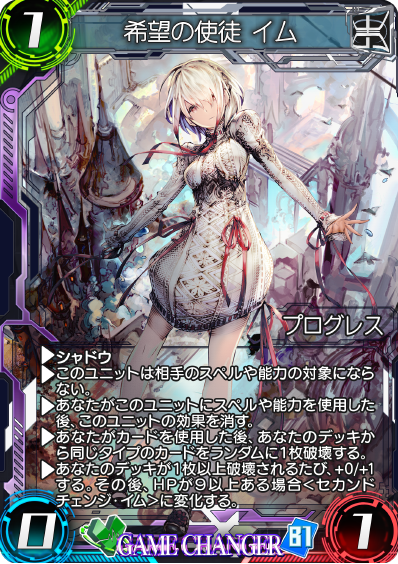 1
希望の使徒 イム
プログレス
▶シャドウ
▶このユニットは相手のスペルや能力の対象になら
ない。
▶あなたがこのユニットにスペルや能力を使用した
後、このユニットの効果を消す。
▶あなたがカードを使用した後、あなたのデッキか
ら同じタイプのカードをランダムに1枚破壊する。
▶あなたのデッキが1枚以上破壊されるたび、+0/+1
する。その後、HPが９以上ある場合<セカンド
チェンジ・イム>に変化する。
0
GAME CHANGER
B1
1